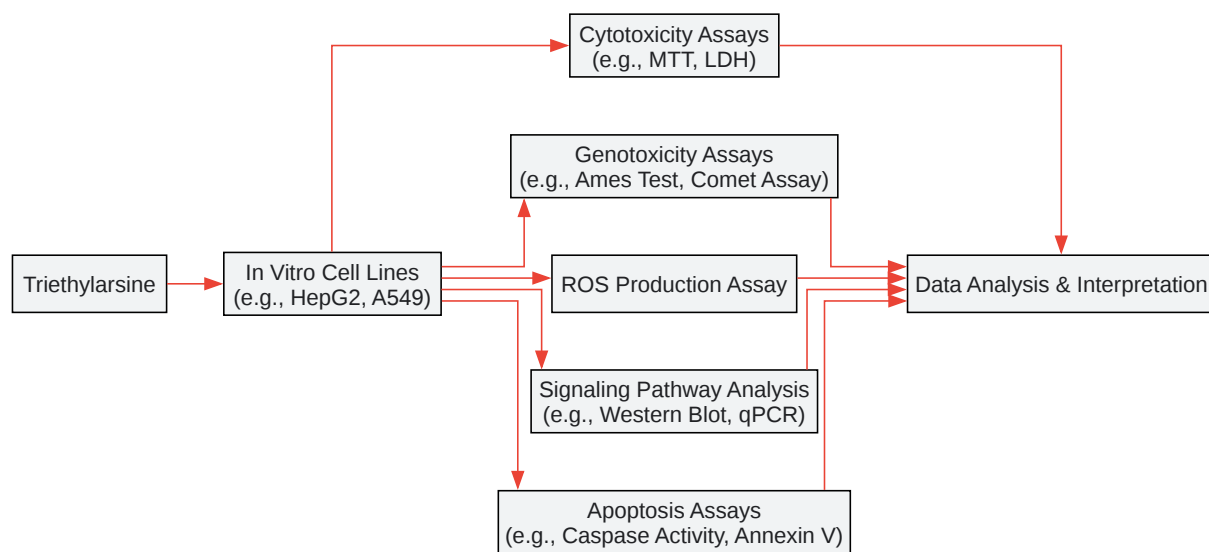 Cytotoxicity Assays
(e.g., MTT, LDH)
Genotoxicity Assays
(e.g., Ames Test, Comet Assay)
Triethylarsine
In Vitro Cell Lines
(e.g., HepG2, A549)
ROS Production Assay
Data Analysis & Interpretation
Signaling Pathway Analysis
(e.g., Western Blot, qPCR)
Apoptosis Assays
(e.g., Caspase Activity, Annexin V)